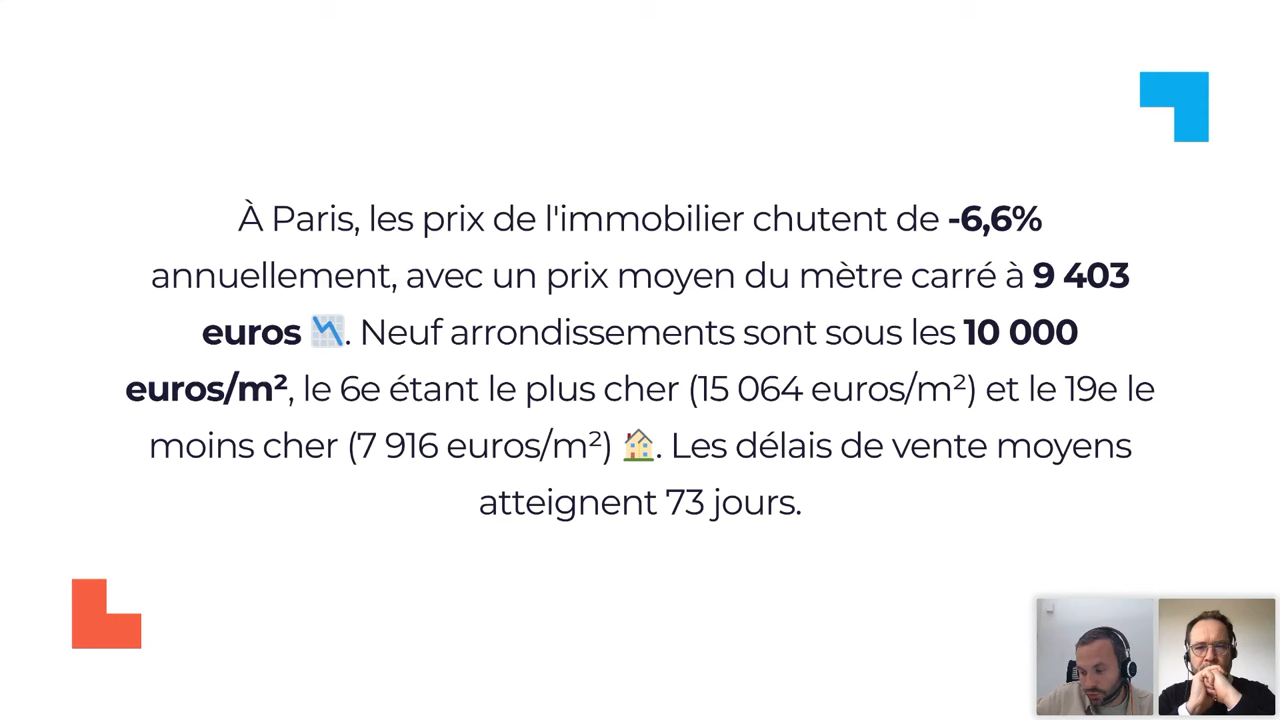 À Paris, les prix de l'immobilier chutent de -6,6%
annuellement, avec un prix moyen du mètre carré à 9 403
euros 📉. Neuf arrondissements sont sous les 10 000
euros/m², le 6e étant le plus cher (15 064 euros/m²) et le 19e le
moins cher (7 916 euros/m²) 🏠. Les délais de vente moyens
atteignent 73 jours.